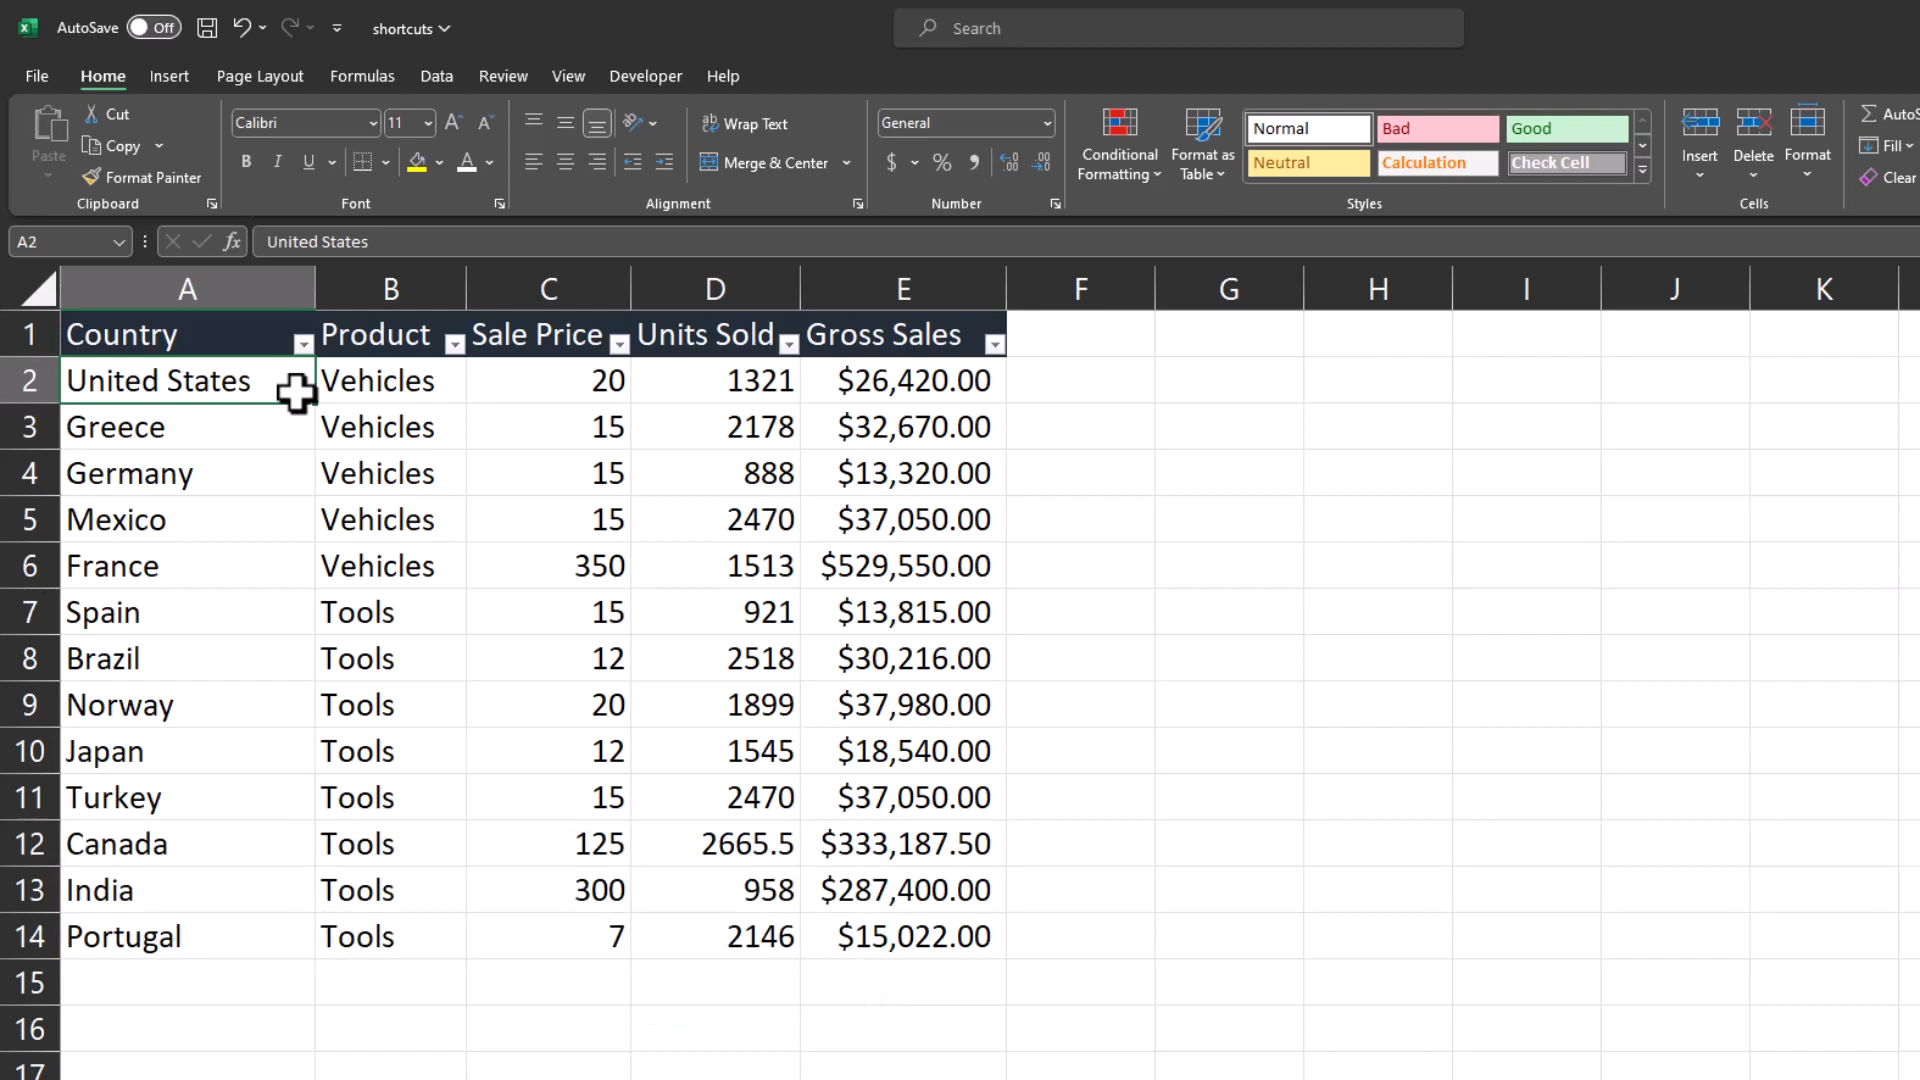 AutoSave Off shortcuts Search
File Home Insert Page Layout Formulas Data Review View Developer Help
Paste Cut Copy Format Painter Clipboard
Calibri 11 B I U A Font
Wrap Text Merge & Center Alignment
General $ % Number
Conditional Formatting Format as Table
Normal Bad Good
Neutral Calculation Check Cell
Styles
Insert Delete Format
Cells
Fill
Clear
A2 fx United States
A B C D E F G H I J K
1 Country Product Sale Price Units Sold Gross Sales
2 United States Vehicles 20 1321 $26,420.00
3 Greece Vehicles 15 2178 $32,670.00
4 Germany Vehicles 15 888 $13,320.00
5 Mexico Vehicles 15 2470 $37,050.00
6 France Vehicles 350 1513 $529,550.00
7 Spain Tools 15 921 $13,815.00
8 Brazil Tools 12 2518 $30,216.00
9 Norway Tools 20 1899 $37,980.00
10 Japan Tools 12 1545 $18,540.00
11 Turkey Tools 15 2470 $37,050.00
12 Canada Tools 125 2665.5 $333,187.50
13 India Tools 300 958 $287,400.00
14 Portugal Tools 7 2146 $15,022.00
15
16
17